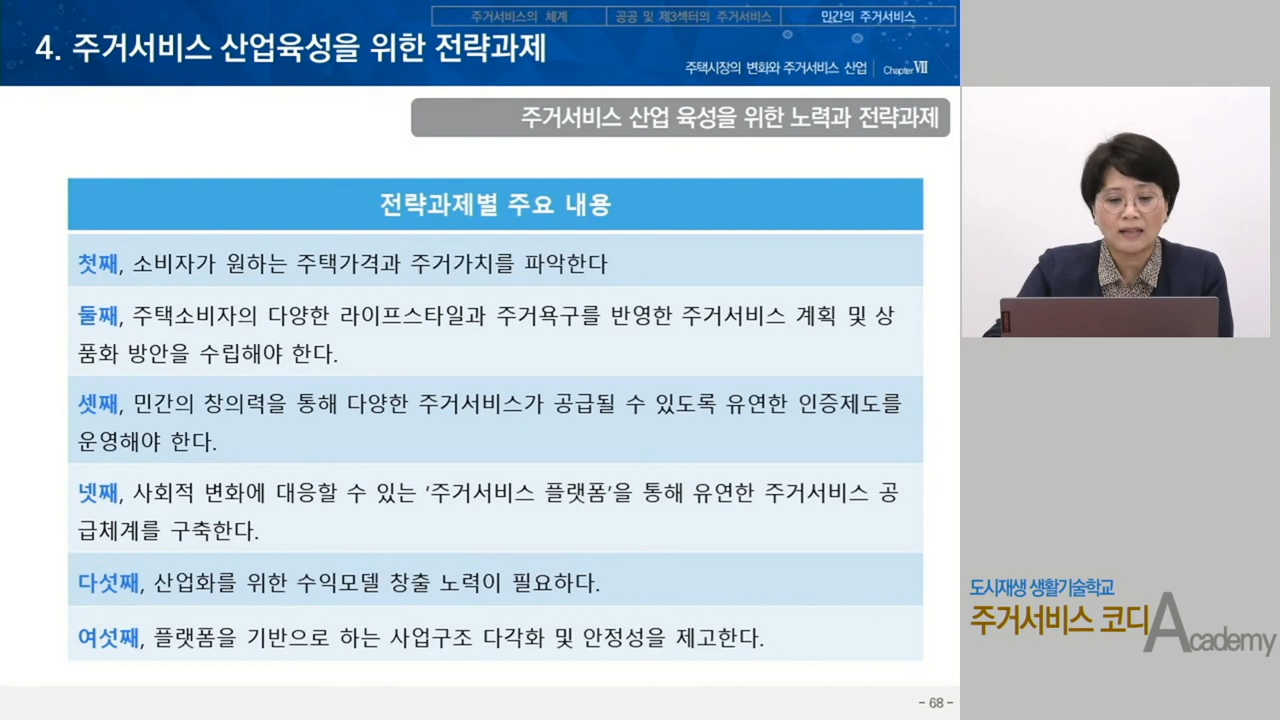 주거서비스의 체계
공공 및 제3섹터의 주거서비스
민간의 주거서비스
4. 주거서비스 산업육성을 위한 전략과제
주택시장의 변화와 주거서비스 산업 Chapter Ⅶ
주거서비스 산업 육성을 위한 노력과 전략과제
전략과제별 주요 내용
첫째, 소비자가 원하는 주택가격과 주거가치를 파악한다
둘째, 주택소비자의 다양한 라이프스타일과 주거욕구를 반영한 주거서비스 계획 및 상
품화 방안을 수립해야 한다.
셋째, 민간의 창의력을 통해 다양한 주거서비스가 공급될 수 있도록 유연한 인증제도를
운영해야 한다.
넷째, 사회적 변화에 대응할 수 있는 ‘주거서비스 플랫폼’을 통해 유연한 주거서비스 공
급체계를 구축한다.
다섯째, 산업화를 위한 수익모델 창출 노력이 필요하다.
여섯째, 플랫폼을 기반으로 하는 사업구조 다각화 및 안정성을 제고한다.
- 68 -
도시재생 생활기술학교
주거서비스 코디 Academy